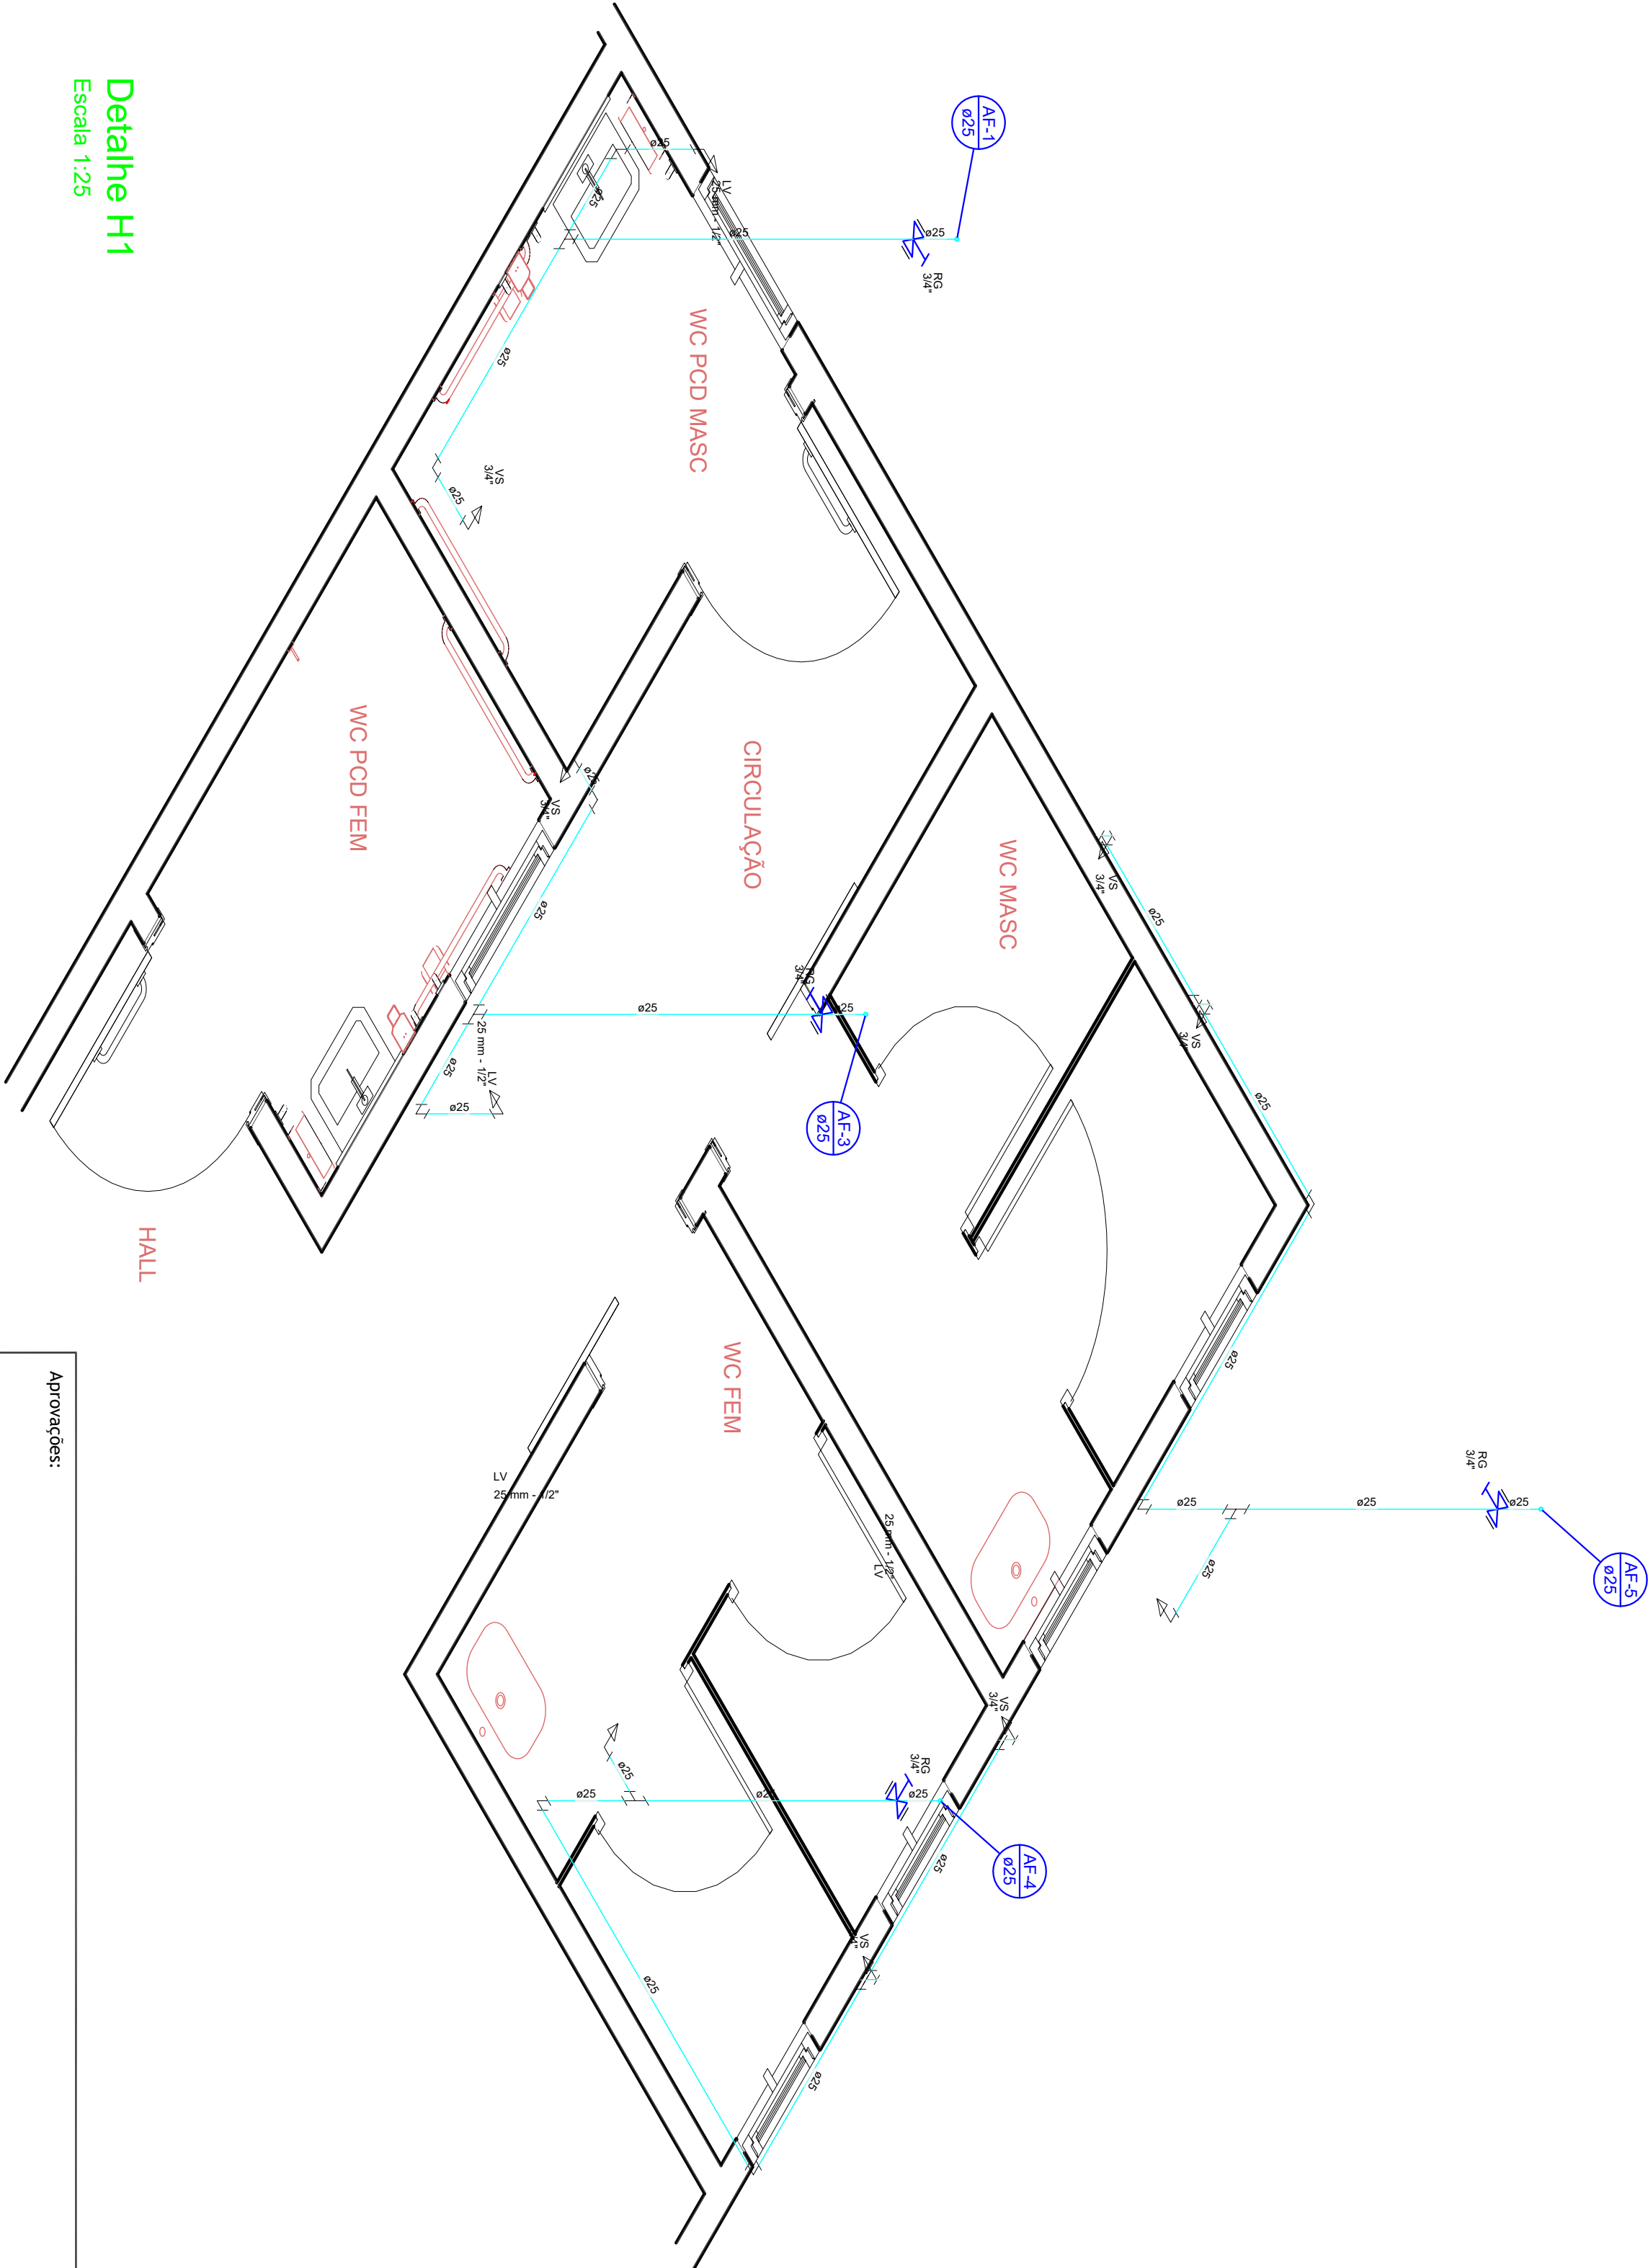 Detalhe H1
Escala 1:25
AF-1
ø25
ø25
RG
3/4"
ø25
LV
25 mm - 1/2"
ø25
ø25
WC PCD MASC
ø25
VS
3/4"
ø25
WC PCD FEM
CIRCULAÇÃO
WC MASC
VS
3/4"
ø25
VS
3/4"
ø25
VS
3/4"
ø25
RG
3/4"
ø25
ø25
AF-3
ø25
LV
25 mm - 1/2"
ø25
ø25
HALL
WC FEM
ø25
RG
3/4"
ø25
ø25
ø25
ø25
AF-5
ø25
LV
25 mm - 1/2"
25 mm - 1/2"
LV
VS
3/4"
RG
3/4"
ø25
ø25
ø25
AF-4
ø25
ø25
VS
ø25
ø25
Aprovações: